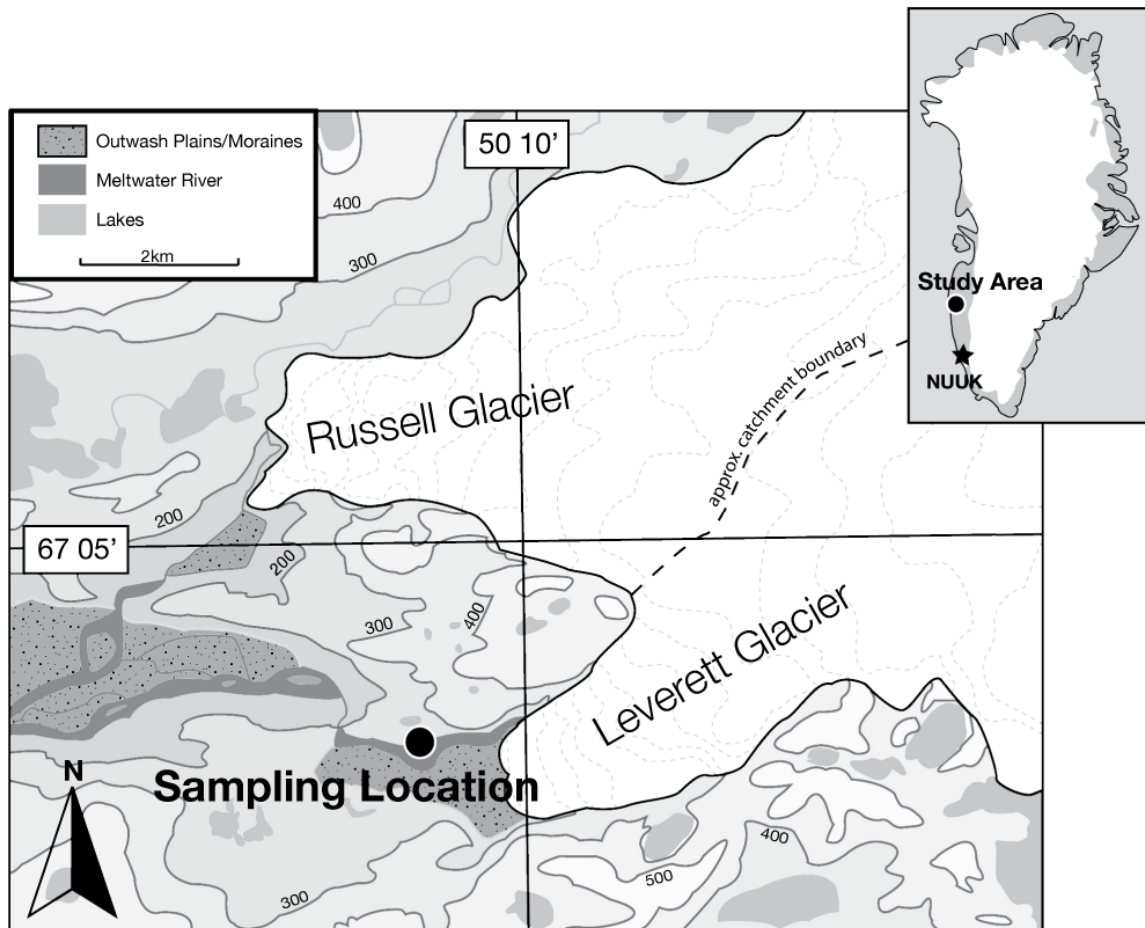 Outwash Plains/Moraines
Meltwater River
Lakes
2km
50 10'
400
300
Study Area
NUUK
approx. catchment boundary
Russell Glacier
200
67 05'
200
300
400
Leverett Glacier
Sampling Location
N
400
500
300